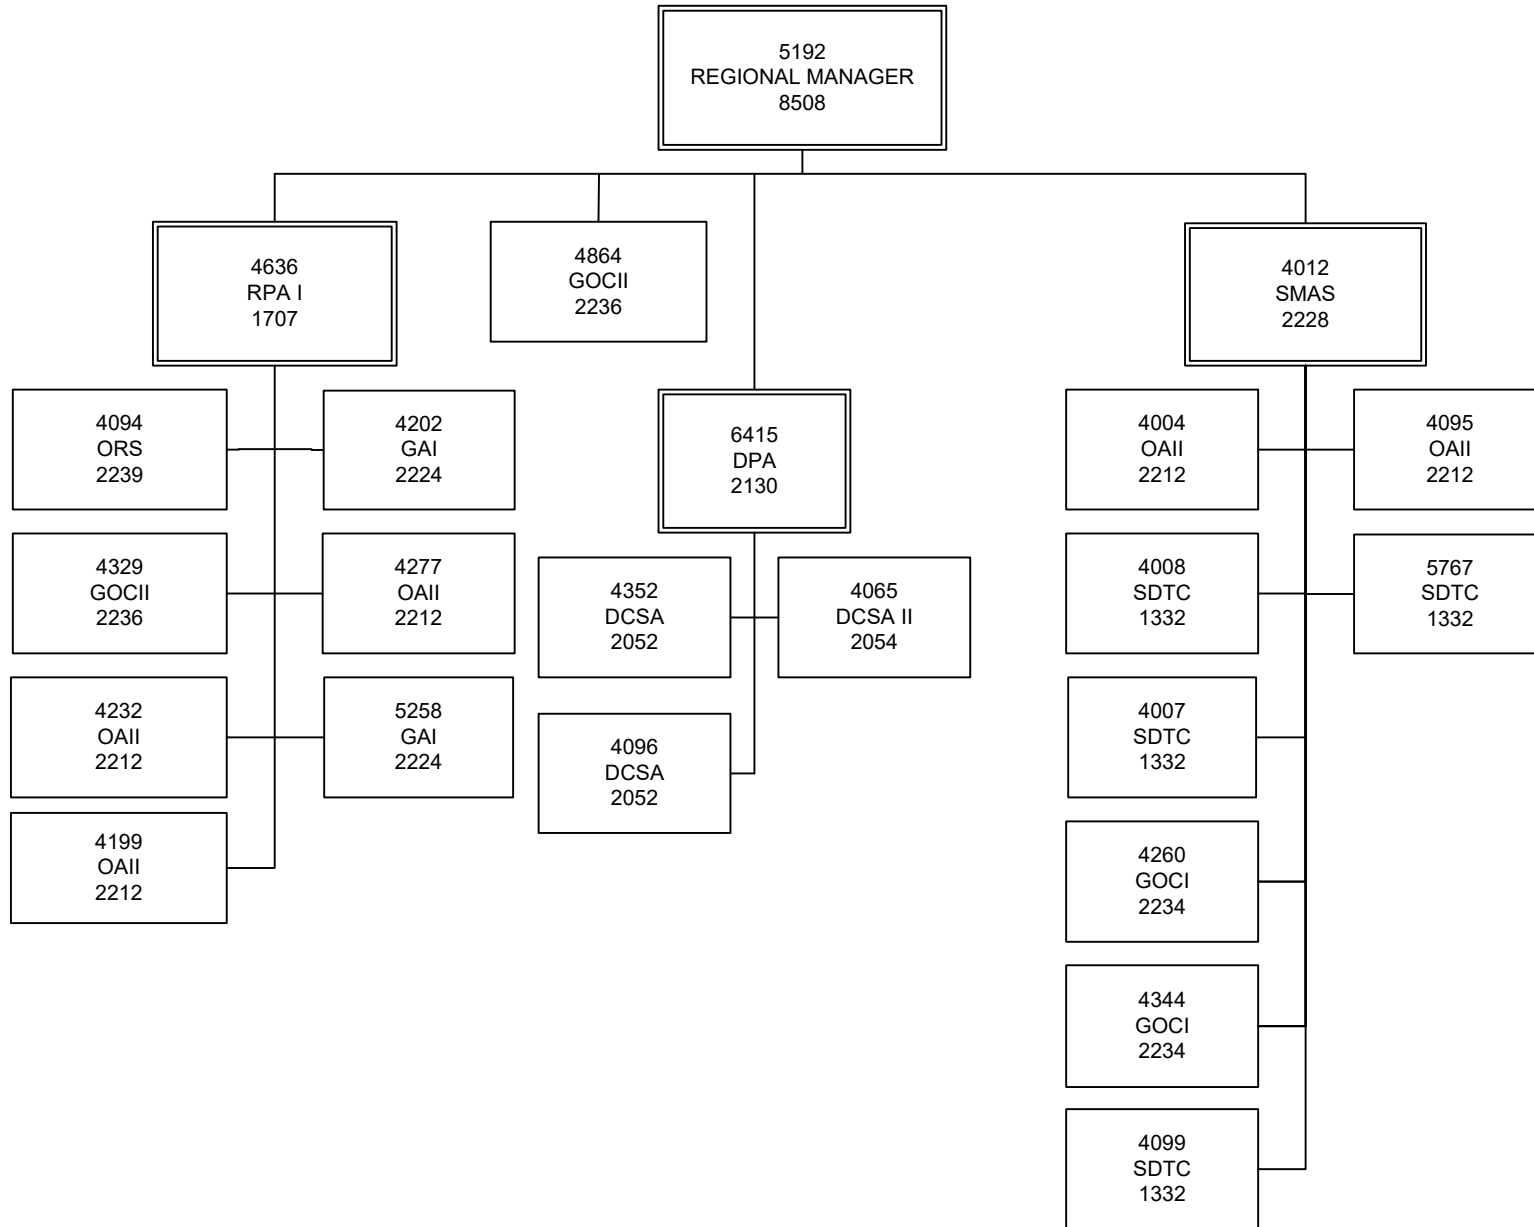 5192
REGIONAL MANAGER
8508
4636
RPA I
1707
4864
GOCII
2236
4012
SMAS
2228
4094
ORS
2239
4202
GAI
2224
6415
DPA
2130
4004
OAII
2212
4095
OAII
2212
4329
GOCII
2236
4277
OAII
2212
4352
DCSA
2052
4065
DCSA II
2054
4008
SDTC
1332
5767
SDTC
1332
4232
OAII
2212
5258
GAI
2224
4096
DCSA
2052
4007
SDTC
1332
4199
OAII
2212
4260
GOCI
2234
4344
GOCI
2234
4099
SDTC
1332